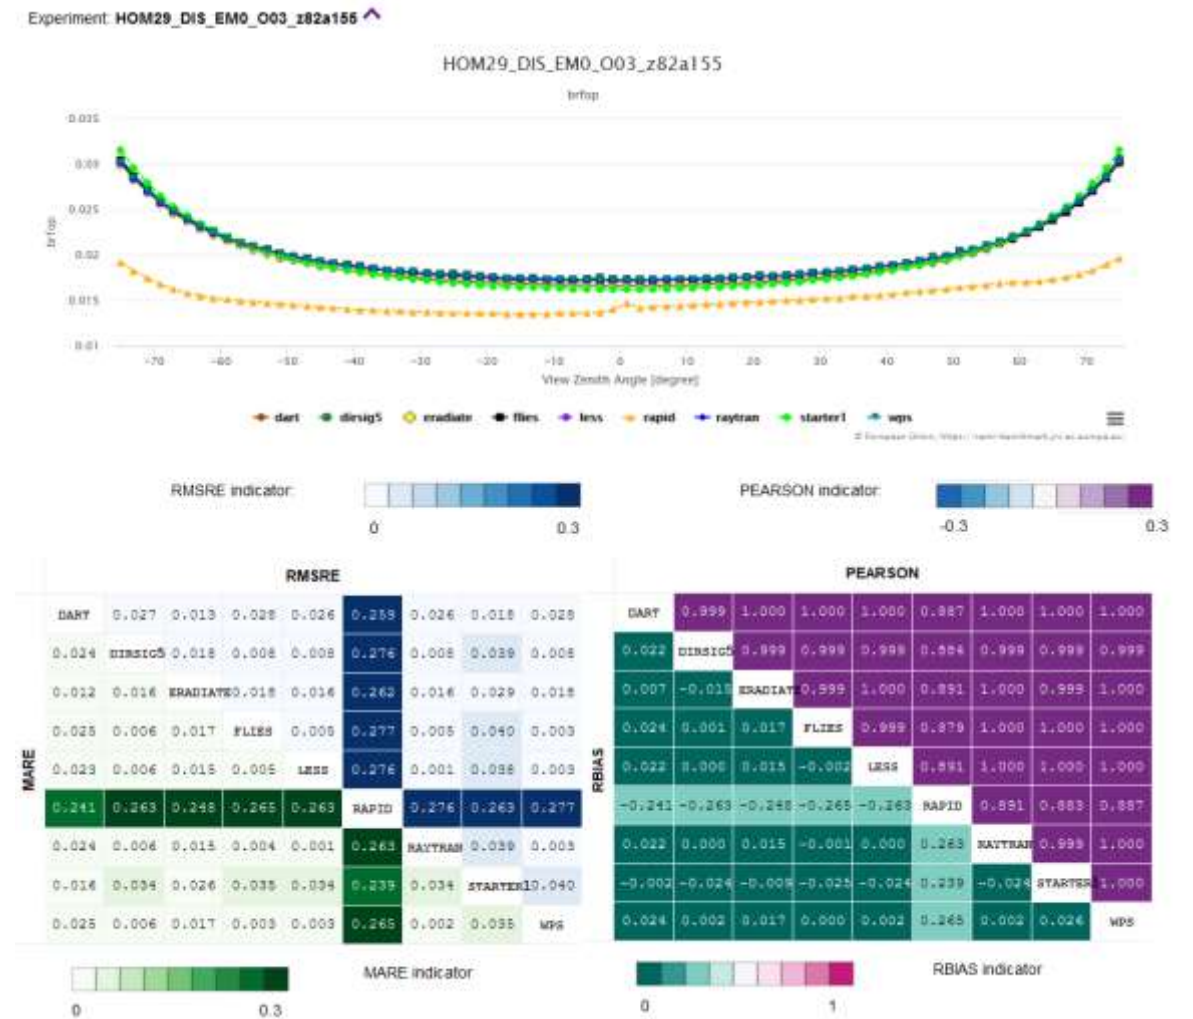 Experiment: HOM29_DIS_EM0_O03_z82a155
HOM29_DIS_EM0_O03_z82a155
brfop
0.035
0.03
0.025
0.02
0.015
0.01
brfop
-70 -60 -50 -40 -30 -20 -10 0 10 20 30 40 50 60 70
View Zenith Angle [degree]
dart dirsig5 eradiate flies less rapid raytran starter1 wps
© European Union,
RMSRE indicator:
0 0.3
PEARSON indicator:
-0.3 0.3
RMSRE
MARE
DART 0.027 0.013 0.028 0.026 0.259 0.026 0.018 0.028
0.024 DIRSIG5 0.018 0.008 0.008 0.276 0.008 0.039 0.008
0.012 0.016 ERADIATE 0.018 0.016 0.262 0.016 0.029 0.018
0.025 0.006 0.017 FLIES 0.005 0.277 0.005 0.040 0.003
0.023 0.006 0.015 0.005 LESS 0.276 0.001 0.038 0.003
0.241 0.263 0.248 0.265 0.263 RAPID 0.276 0.263 0.277
0.024 0.006 0.015 0.004 0.001 0.263 RAYTRAN 0.039 0.003
0.016 0.034 0.026 0.035 0.034 0.239 0.034 STARTER1 0.040
0.025 0.006 0.017 0.003 0.003 0.265 0.002 0.035 WPS
MARE indicator
0 0.3
PEARSON
RBIAS
DART 0.999 1.000 1.000 1.000 0.887 1.000 1.000 1.000
0.022 DIRSIG5 0.999 0.999 0.999 0.884 0.999 0.999 0.999
0.007 -0.015 ERADIATE 0.999 1.000 0.891 1.000 0.999 1.000
0.024 0.001 0.017 FLIES 0.999 0.879 1.000 1.000 1.000
0.022 0.000 0.015 -0.002 LESS 0.891 1.000 1.000 1.000
-0.241 -0.263 -0.248 -0.265 -0.263 RAPID 0.891 0.883 0.887
0.022 0.000 0.015 -0.001 0.000 0.263 RAYTRAN 0.999 1.000
-0.002 -0.024 -0.009 -0.025 -0.024 0.239 -0.024 STARTER1 1.000
0.024 0.002 0.017 0.000 0.002 0.265 0.002 0.026 WPS
RBIAS indicator
0 1